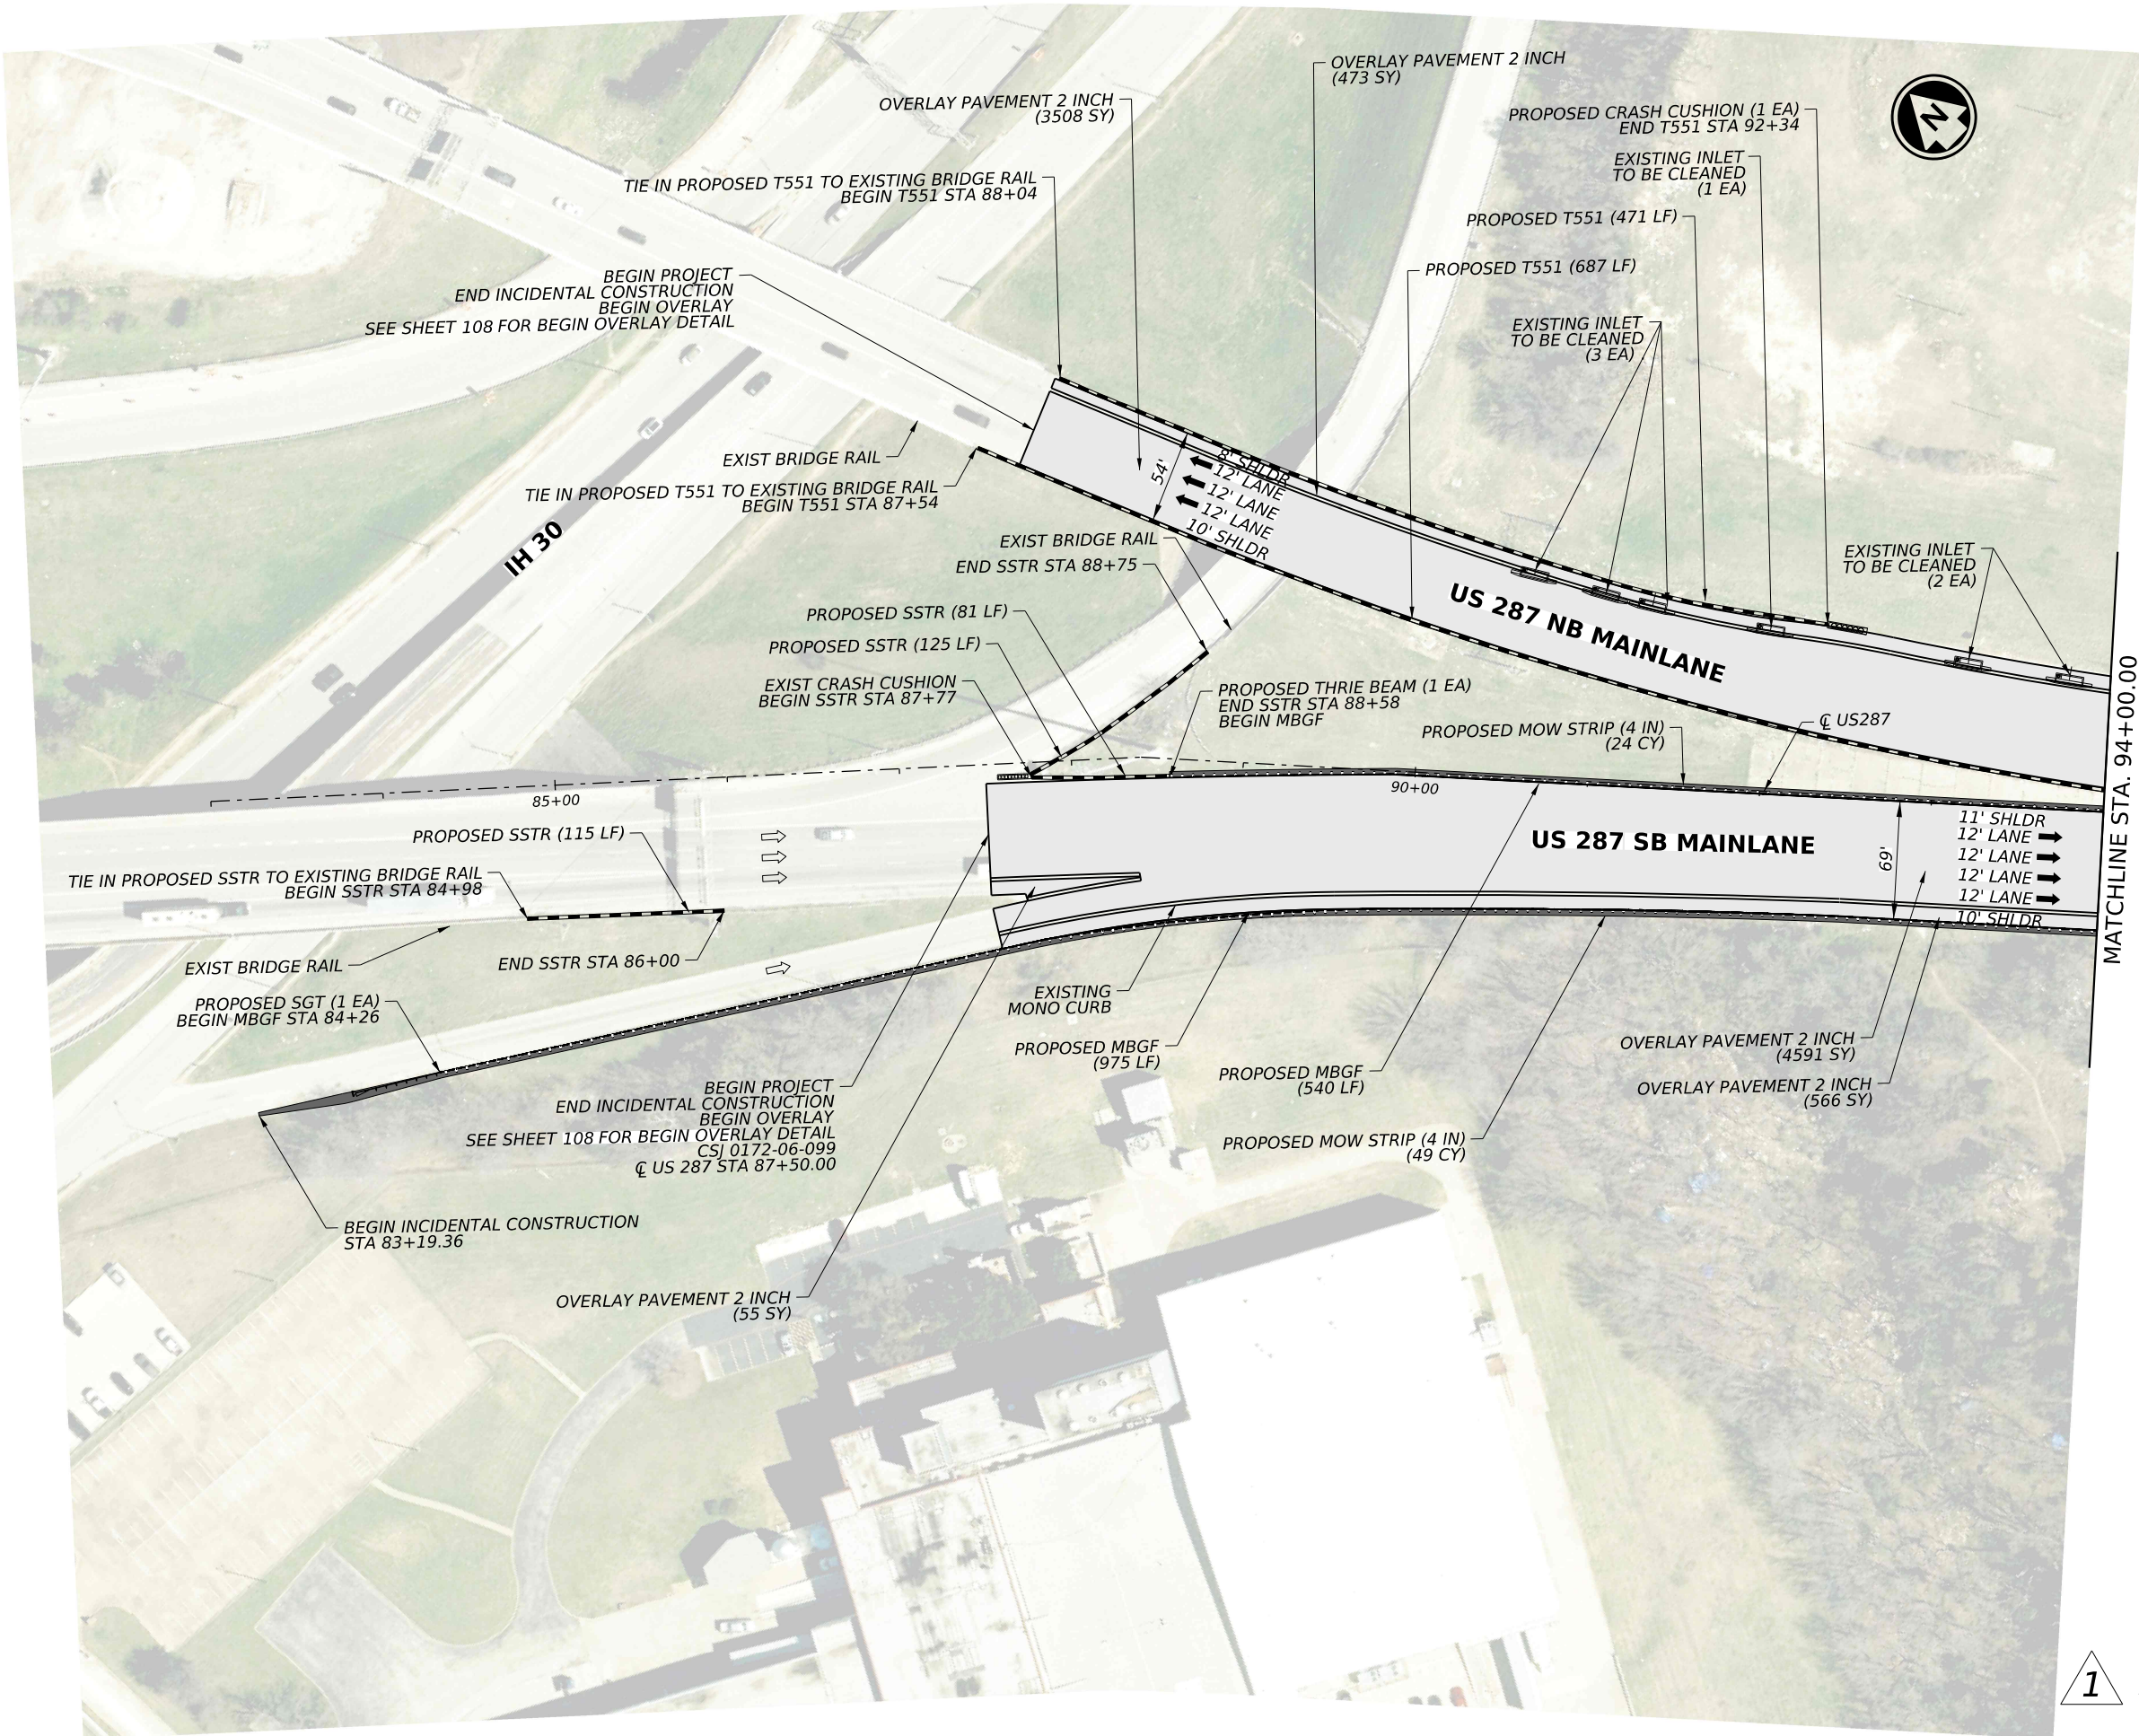 OVERLAY PAVEMENT 2 INCH
(473 SY)
OVERLAY PAVEMENT 2 INCH
(3508 SY)
PROPOSED CRASH CUSHION (1 EA)
END T551 STA 92+34
N
EXISTING INLET
TO BE CLEANED
(1 EA)
TIE IN PROPOSED T551 TO EXISTING BRIDGE RAIL
BEGIN T551 STA 88+04
PROPOSED T551 (471 LF)
PROPOSED T551 (687 LF)
BEGIN PROJECT
END INCIDENTAL CONSTRUCTION
BEGIN OVERLAY
SEE SHEET 108 FOR BEGIN OVERLAY DETAIL
EXISTING INLET
TO BE CLEANED
(3 EA)
EXIST BRIDGE RAIL
TIE IN PROPOSED T551 TO EXISTING BRIDGE RAIL
BEGIN T551 STA 87+54
54'
8' SHLDR
12' LANE
12' LANE
12' LANE
10' SHLDR
IH 30
EXIST BRIDGE RAIL
END SSTR STA 88+75
EXISTING INLET
TO BE CLEANED
(2 EA)
PROPOSED SSTR (81 LF)
PROPOSED SSTR (125 LF)
US 287 NB MAINLANE
EXIST CRASH CUSHION
BEGIN SSTR STA 87+77
PROPOSED THRIE BEAM (1 EA)
END SSTR STA 88+58
BEGIN MBGF
PROPOSED MOW STRIP (4 IN)
(24 CY)
℄ US287
MATCHLINE STA. 94+00.00
85+00
90+00
PROPOSED SSTR (115 LF)
US 287 SB MAINLANE
69'
11' SHLDR
12' LANE
12' LANE
12' LANE
12' LANE
10' SHLDR
TIE IN PROPOSED SSTR TO EXISTING BRIDGE RAIL
BEGIN SSTR STA 84+98
EXIST BRIDGE RAIL
END SSTR STA 86+00
PROPOSED SGT (1 EA)
BEGIN MBGF STA 84+26
EXISTING
MONO CURB
PROPOSED MBGF
(975 LF)
PROPOSED MBGF
(540 LF)
OVERLAY PAVEMENT 2 INCH
(4591 SY)
OVERLAY PAVEMENT 2 INCH
(566 SY)
BEGIN PROJECT
END INCIDENTAL CONSTRUCTION
BEGIN OVERLAY
SEE SHEET 108 FOR BEGIN OVERLAY DETAIL
CSJ 0172-06-099
℄ US 287 STA 87+50.00
PROPOSED MOW STRIP (4 IN)
(49 CY)
BEGIN INCIDENTAL CONSTRUCTION
STA 83+19.36
OVERLAY PAVEMENT 2 INCH
(55 SY)
1